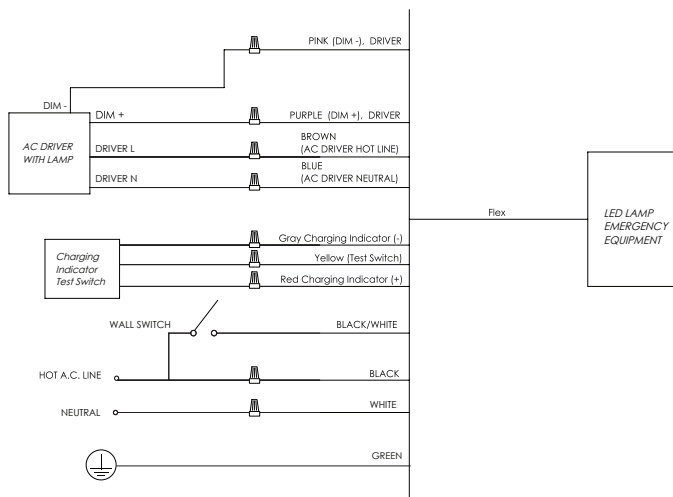 PINK (DIM -), DRIVER
DIM -
DIM +
PURPLE (DIM +), DRIVER
AC DRIVER
WITH LAMP
DRIVER L
BROWN
(AC DRIVER HOT LINE)
DRIVER N
BLUE
(AC DRIVER NEUTRAL)
Flex
LED LAMP
EMERGENCY
EQUIPMENT
Charging
Indicator
Test Switch
Gray Charging Indicator (-)
Yellow (Test Switch)
Red Charging Indicator (+)
WALL SWITCH
BLACK/WHITE
HOT A.C. LINE
BLACK
NEUTRAL
WHITE
GREEN